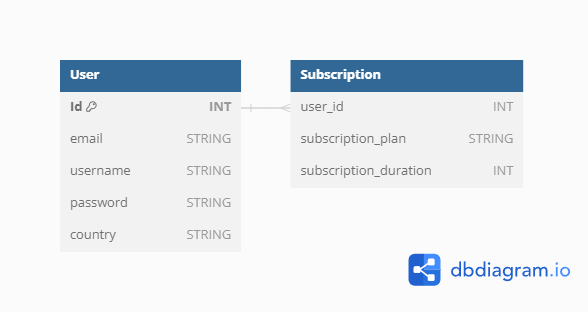 User
Id INT
email STRING
username STRING
password STRING
country STRING
Subscription
user_id INT
subscription_plan STRING
subscription_duration INT
dbdiagram.io